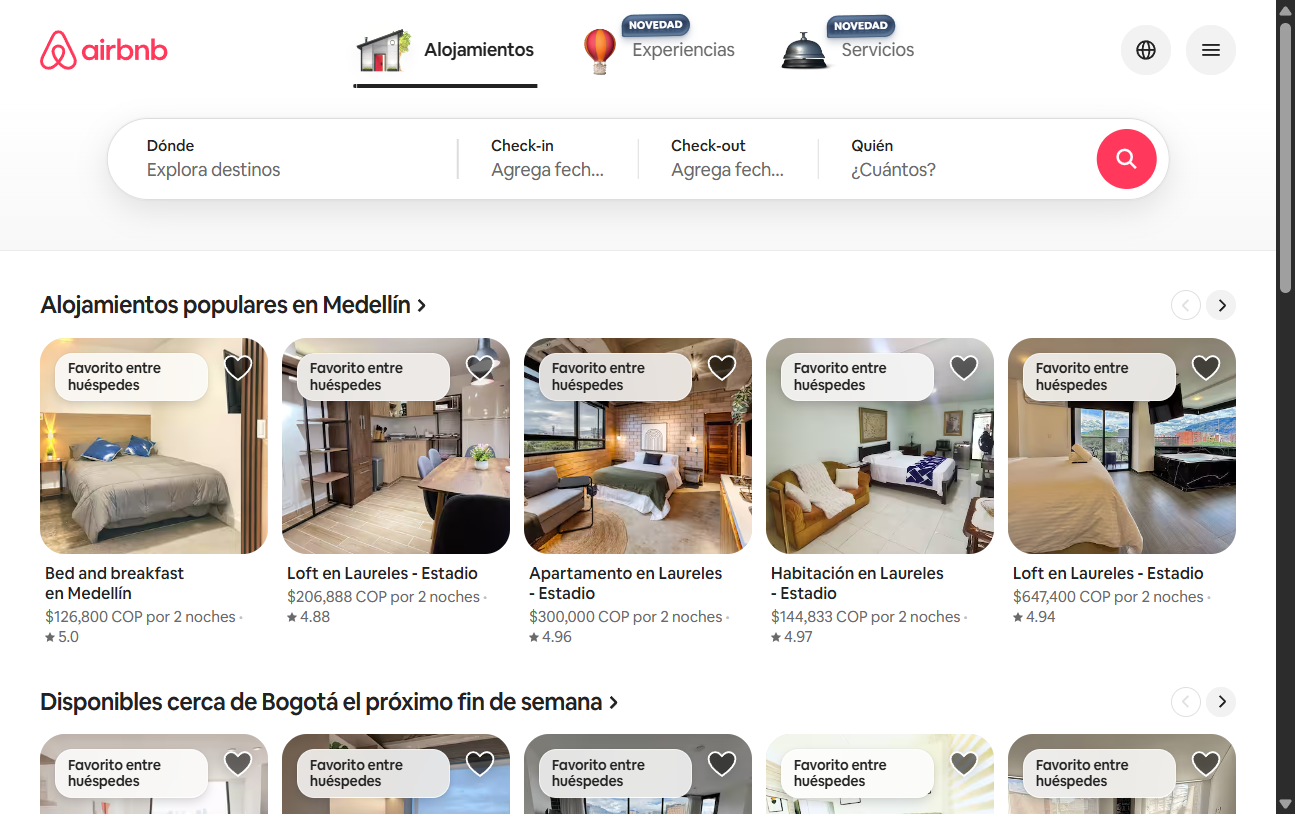 airbnb
Alojamientos
NOVEDAD
Experiencias
NOVEDAD
Servicios
Dónde
Explora destinos
Check-in
Agrega fech...
Check-out
Agrega fech...
Quién
¿Cuántos?
Alojamientos populares en Medellín
Favorito entre
huéspedes
Favorito entre
huéspedes
Favorito entre
huéspedes
Favorito entre
huéspedes
Favorito entre
huéspedes
Bed and breakfast
en Medellín
$126,800 COP por 2 noches ·
★ 5.0
Loft en Laureles - Estadio
$206,888 COP por 2 noches ·
★ 4.88
Apartamento en Laureles
- Estadio
$300,000 COP por 2 noches ·
★ 4.96
Habitación en Laureles
- Estadio
$144,833 COP por 2 noches ·
★ 4.97
Loft en Laureles - Estadio
$647,400 COP por 2 noches ·
★ 4.94
Disponibles cerca de Bogotá el próximo fin de semana
Favorito entre
huéspedes
Favorito entre
huéspedes
Favorito entre
huéspedes
Favorito entre
huéspedes
Favorito entre
huéspedes